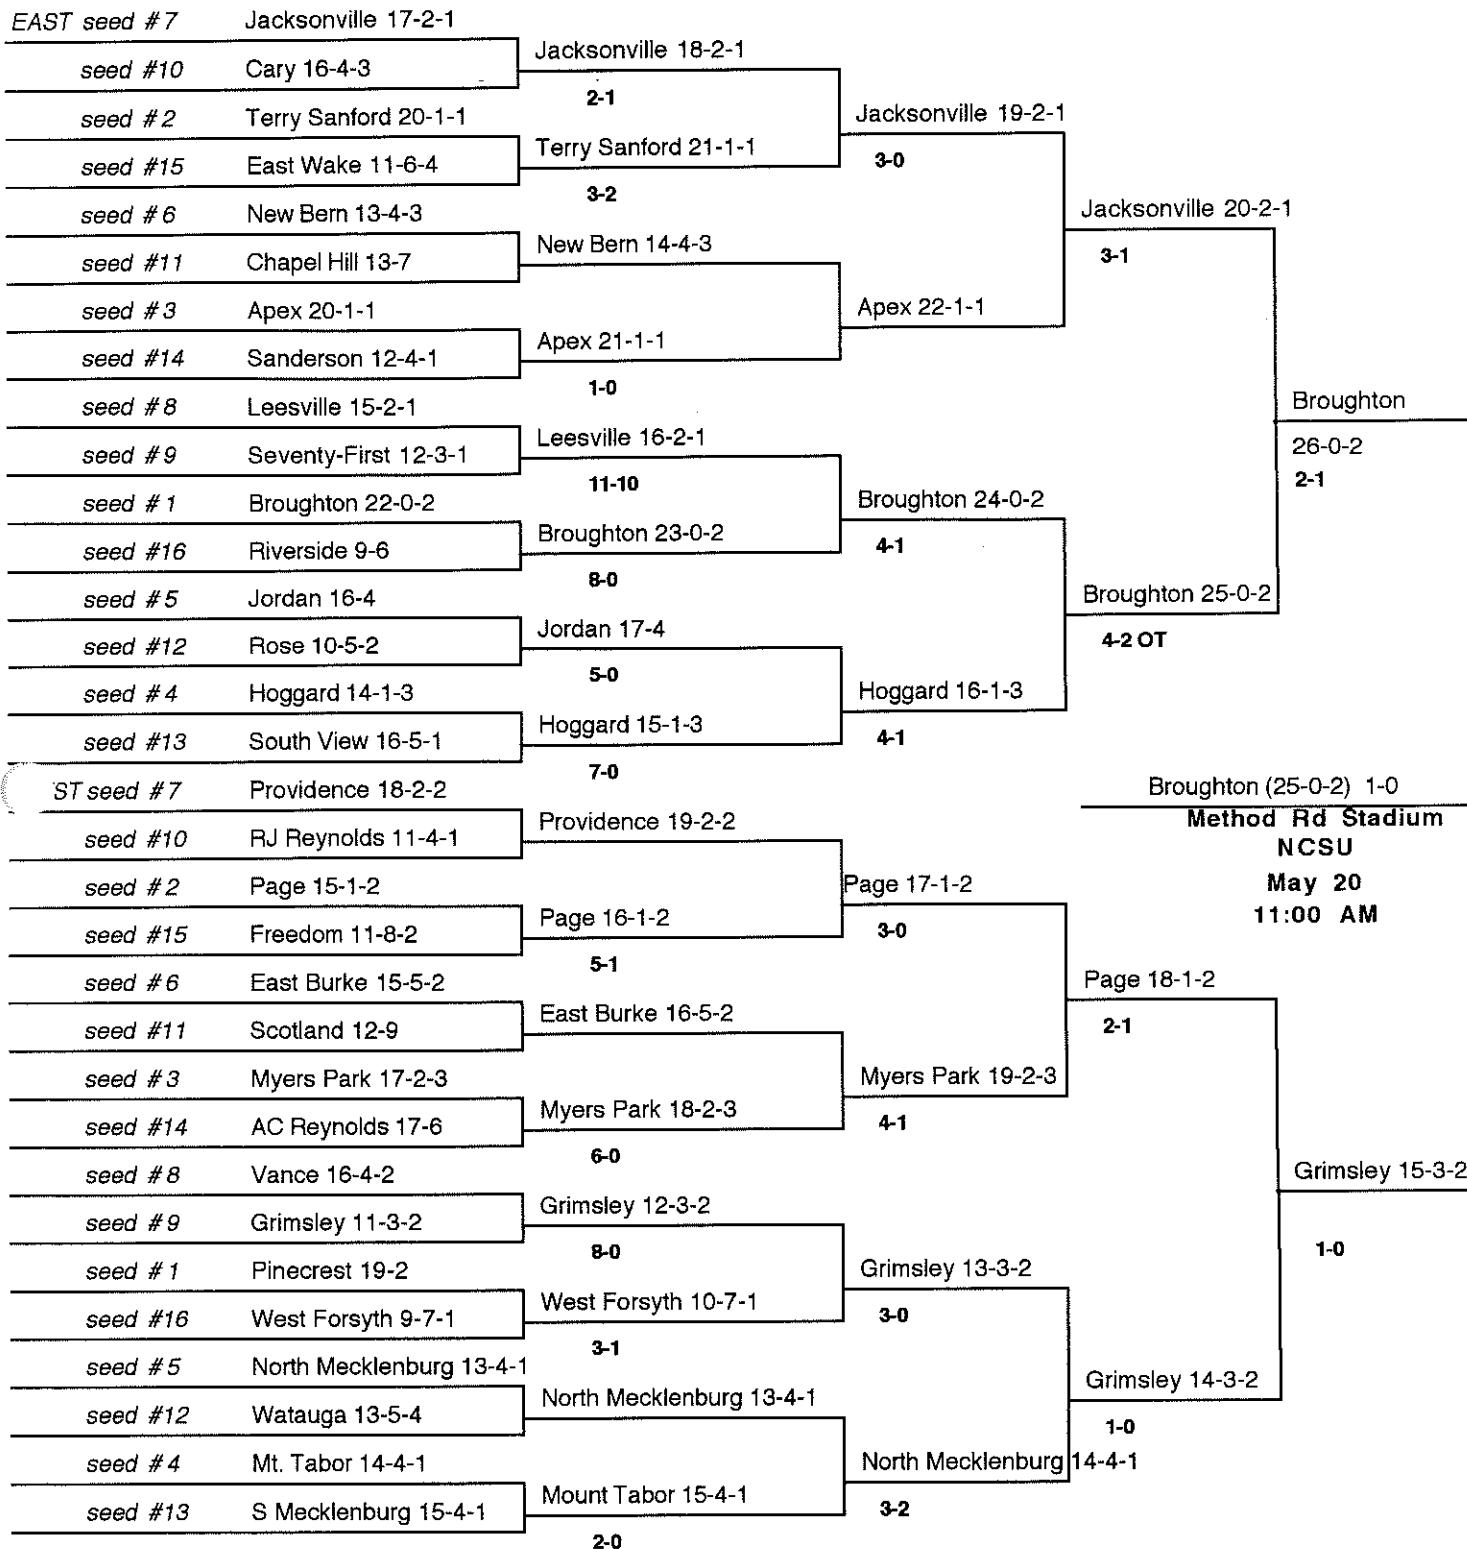 EAST seed #7 Jacksonville 17-2-1
Jacksonville 18-2-1
seed #10 Cary 16-4-3
2-1
seed #2 Terry Sanford 20-1-1
Jacksonville 19-2-1
Terry Sanford 21-1-1
3-0
seed #15 East Wake 11-6-4
3-2
seed #6 New Bern 13-4-3
Jacksonville 20-2-1
New Bern 14-4-3
3-1
seed #11 Chapel Hill 13-7
seed #3 Apex 20-1-1
Apex 22-1-1
Apex 21-1-1
seed #14 Sanderson 12-4-1
1-0
seed #8 Leesville 15-2-1
Broughton
Leesville 16-2-1
26-0-2
seed #9 Seventy-First 12-3-1
2-1
11-10
seed #1 Broughton 22-0-2
Broughton 24-0-2
Broughton 23-0-2
4-1
seed #16 Riverside 9-6
8-0
seed #5 Jordan 16-4
Broughton 25-0-2
Jordan 17-4
4-2 OT
seed #12 Rose 10-5-2
5-0
seed #4 Hoggard 14-1-3
Hoggard 16-1-3
Hoggard 15-1-3
4-1
seed #13 South View 16-5-1
7-0
ST seed #7 Providence 18-2-2
Broughton (25-0-2) 1-0
Method Rd Stadium
NCSU
May 20
11:00 AM
Providence 19-2-2
seed #10 RJ Reynolds 11-4-1
seed #2 Page 15-1-2
Page 17-1-2
Page 16-1-2
3-0
seed #15 Freedom 11-8-2
5-1
seed #6 East Burke 15-5-2
Page 18-1-2
East Burke 16-5-2
2-1
seed #11 Scotland 12-9
seed #3 Myers Park 17-2-3
Myers Park 19-2-3
Myers Park 18-2-3
4-1
seed #14 AC Reynolds 17-6
6-0
seed #8 Vance 16-4-2
Grimsley 15-3-2
Grimsley 12-3-2
seed #9 Grimsley 11-3-2
8-0
1-0
seed #1 Pinecrest 19-2
Grimsley 13-3-2
West Forsyth 10-7-1
3-0
seed #16 West Forsyth 9-7-1
3-1
seed #5 North Mecklenburg 13-4-1
Grimsley 14-3-2
North Mecklenburg 13-4-1
1-0
seed #12 Watauga 13-5-4
seed #4 Mt. Tabor 14-4-1
North Mecklenburg 14-4-1
Mount Tabor 15-4-1
3-2
seed #13 S Mecklenburg 15-4-1
2-0